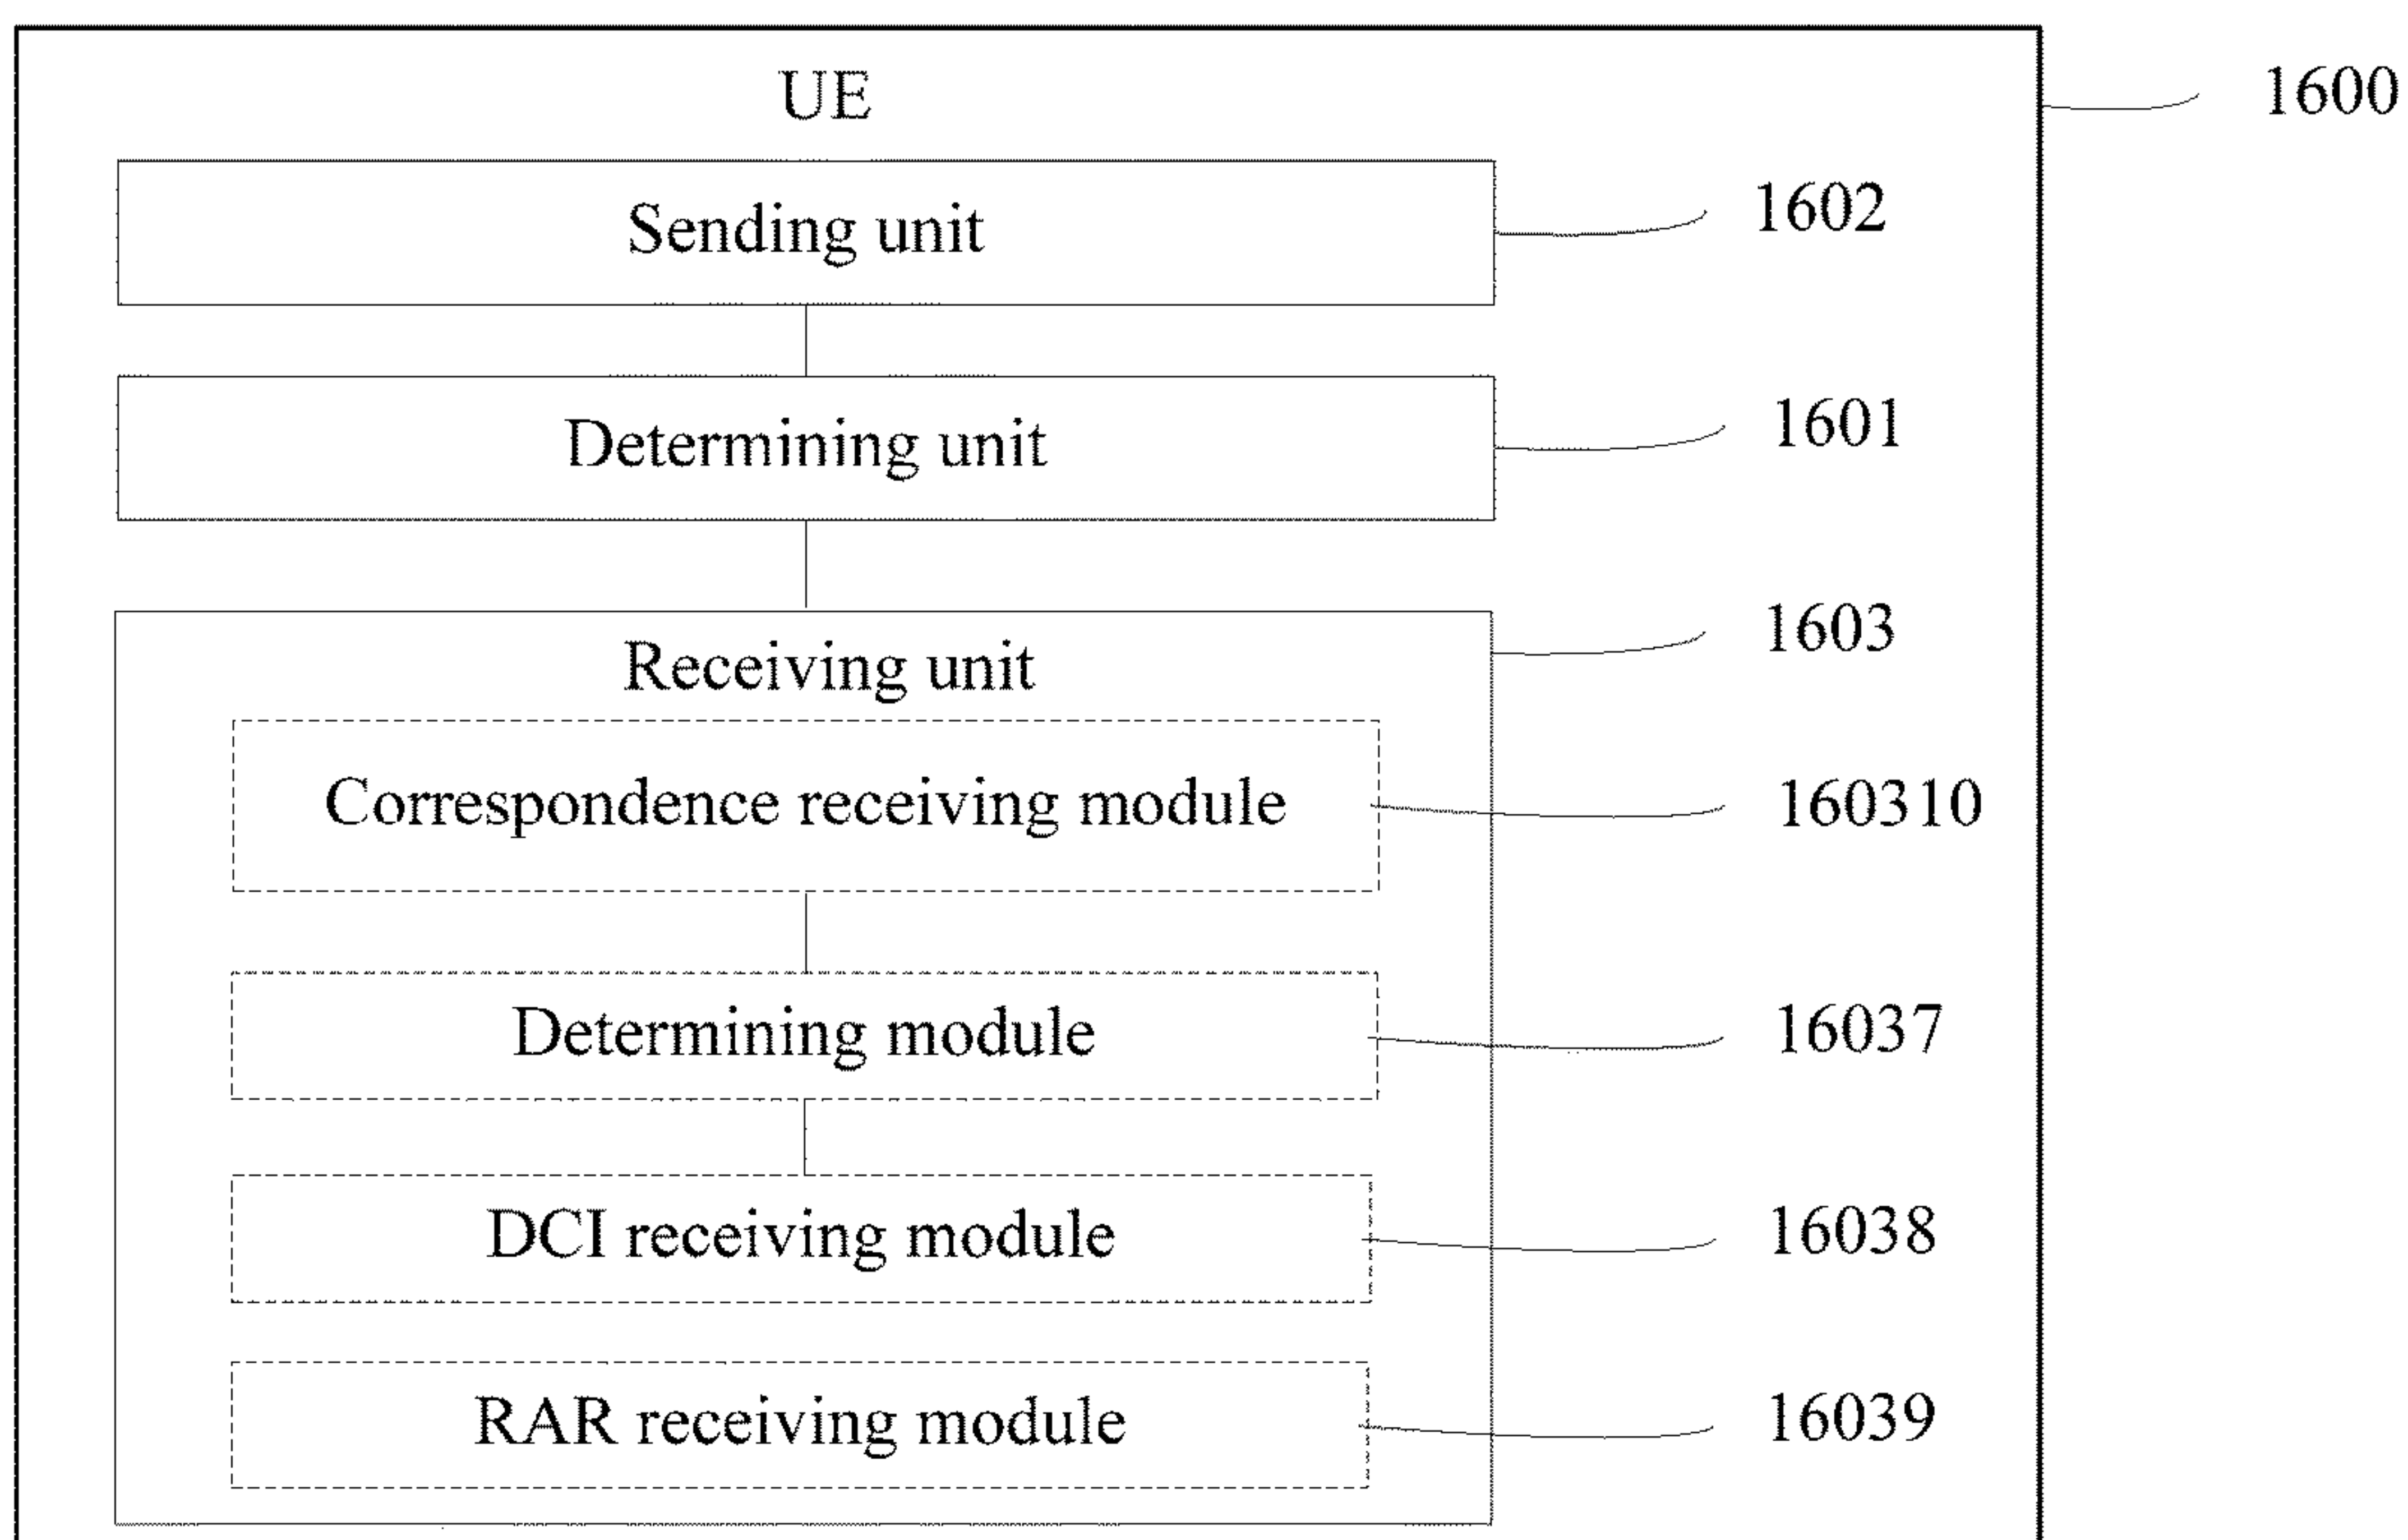 UE
1600
Sending unit
1602
Determining unit
1601
Receiving unit
1603
Correspondence receiving module
160310
Determining module
16037
DCI receiving module
16038
RAR receiving module
16039